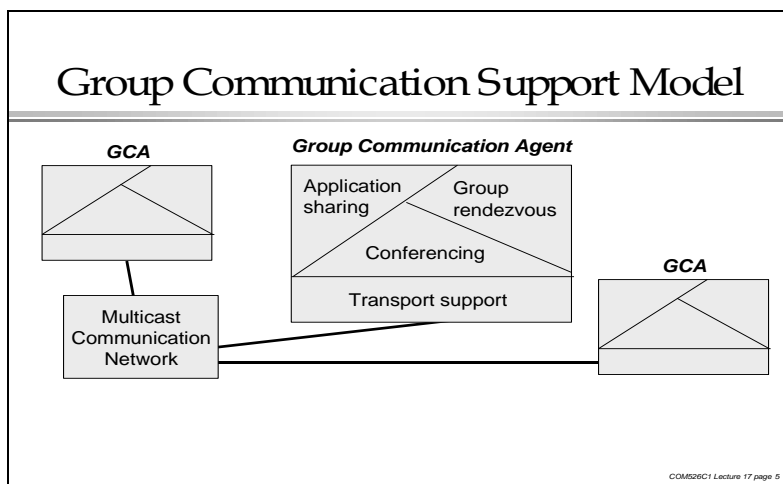 Group Communication Support Model
GCA
Group Communication Agent
Application
sharing
Group
rendezvous
Conferencing
Transport support
GCA
Multicast
Communication
Network
COM526C1 Lecture 17 page 5